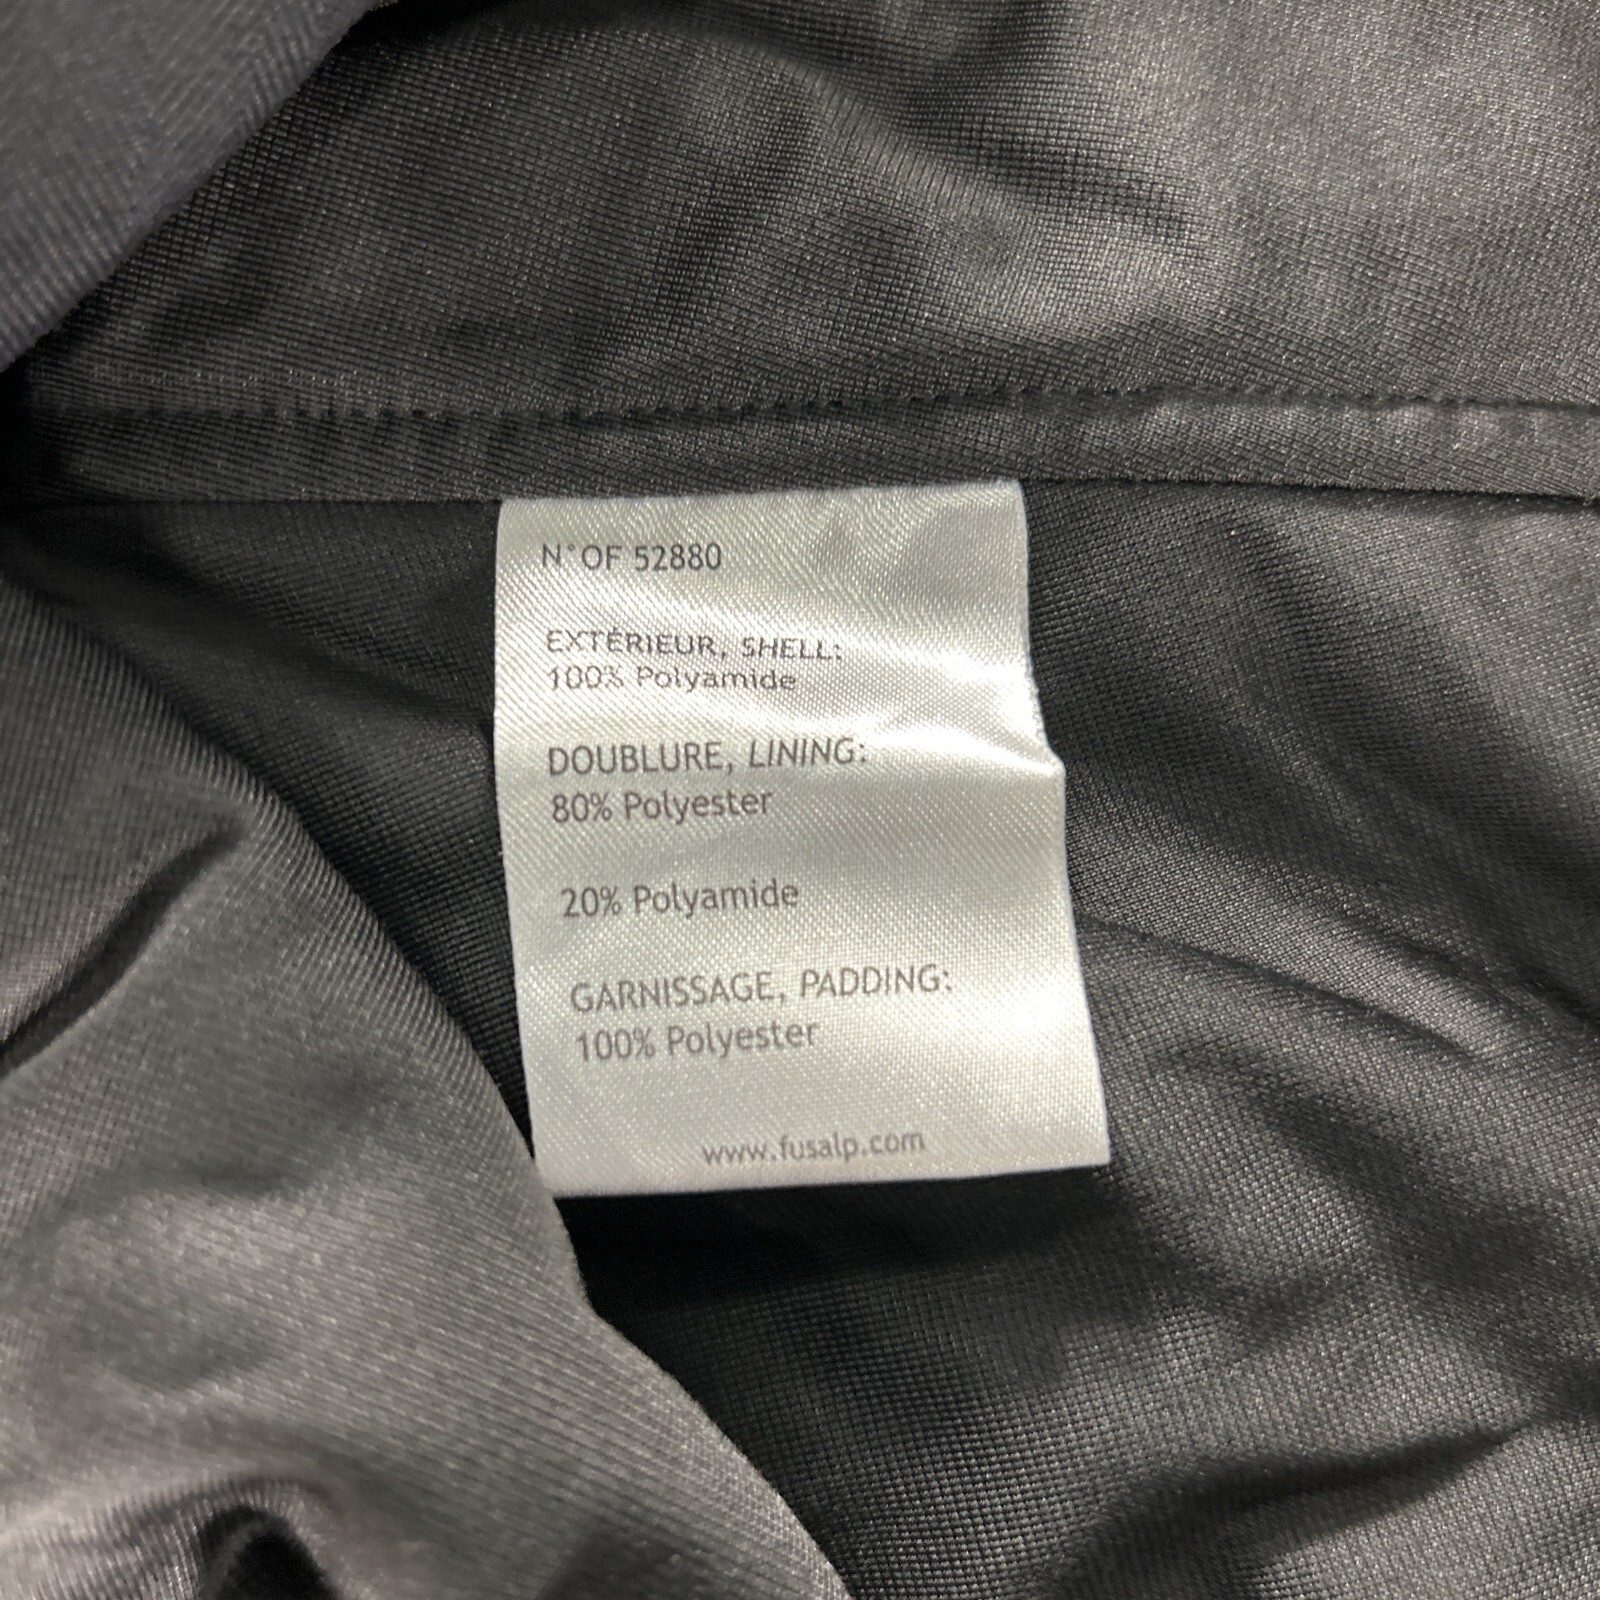 N°OF 52880
EXTÉRIEUR, SHELL:
100% Polyamide
DOUBLURE, LINING:
80% Polyester
20% Polyamide
GARNISSAGE, PADDING:
100% Polyester
www.fusalp.com